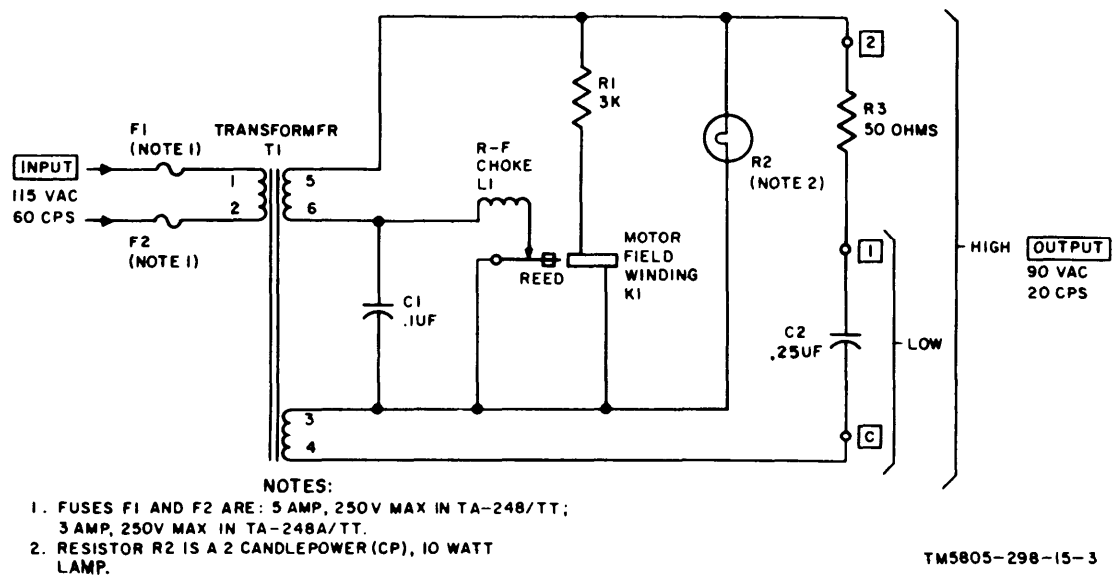 F1
(NOTE 1)
TRANSFORMFR
T1
INPUT
115 VAC
60 CPS
1
2
5
6
F2
(NOTE 1)
R-F
CHOKE
L1
R1
3K
R2
(NOTE 2)
2
R3
50 OHMS
REED
MOTOR
FIELD
WINDING
K1
C1
.1UF
1
C2
.25UF
LOW
HIGH
OUTPUT
90 VAC
20 CPS
3
4
C
NOTES:
1. FUSES F1 AND F2 ARE: 5 AMP, 250V MAX IN TA-248/TT;
3 AMP, 250V MAX IN TA-248A/TT.
2. RESISTOR R2 IS A 2 CANDLEPOWER (CP), 10 WATT
LAMP.
TM5805-298-15-3